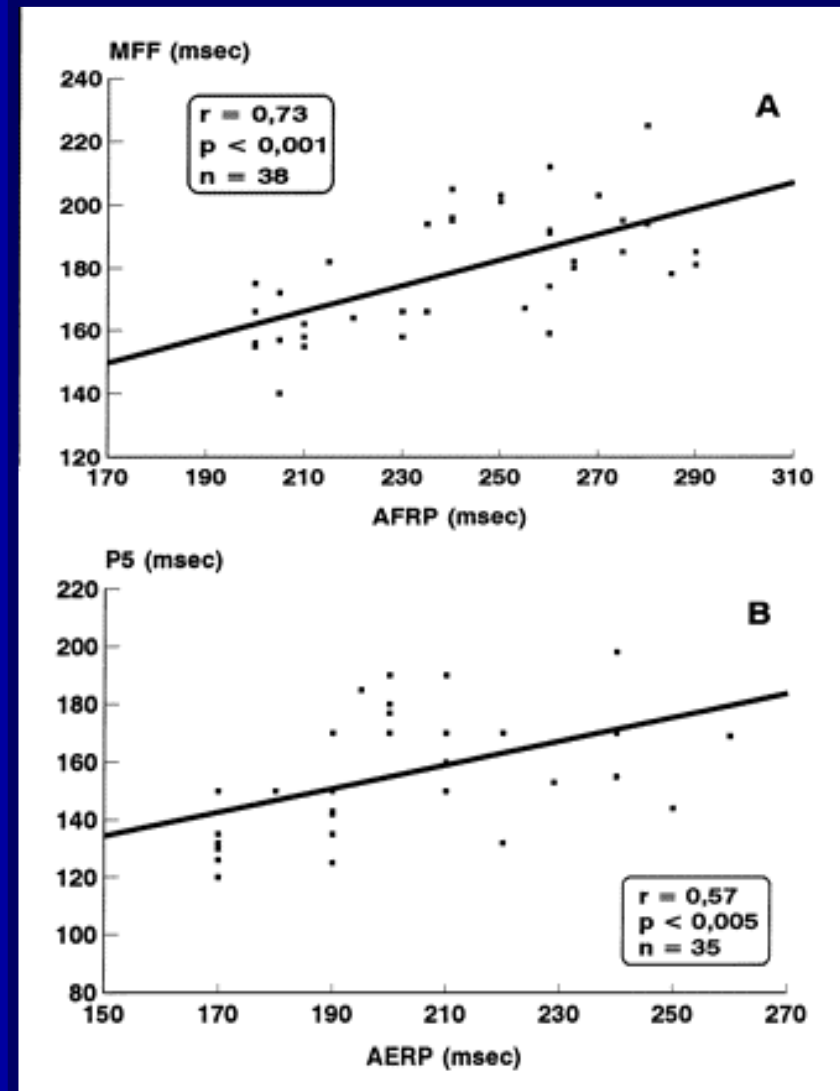 MFF (msec)
240
220
200
180
160
140
120
A
r = 0,73
p < 0,001
n = 38
170 190 210 230 250 270 290 310
AFRP (msec)
P5 (msec)
220
200
180
160
140
120
100
80
B
r = 0,57
p < 0,005
n = 35
150 170 190 210 230 250 270
AERP (msec)